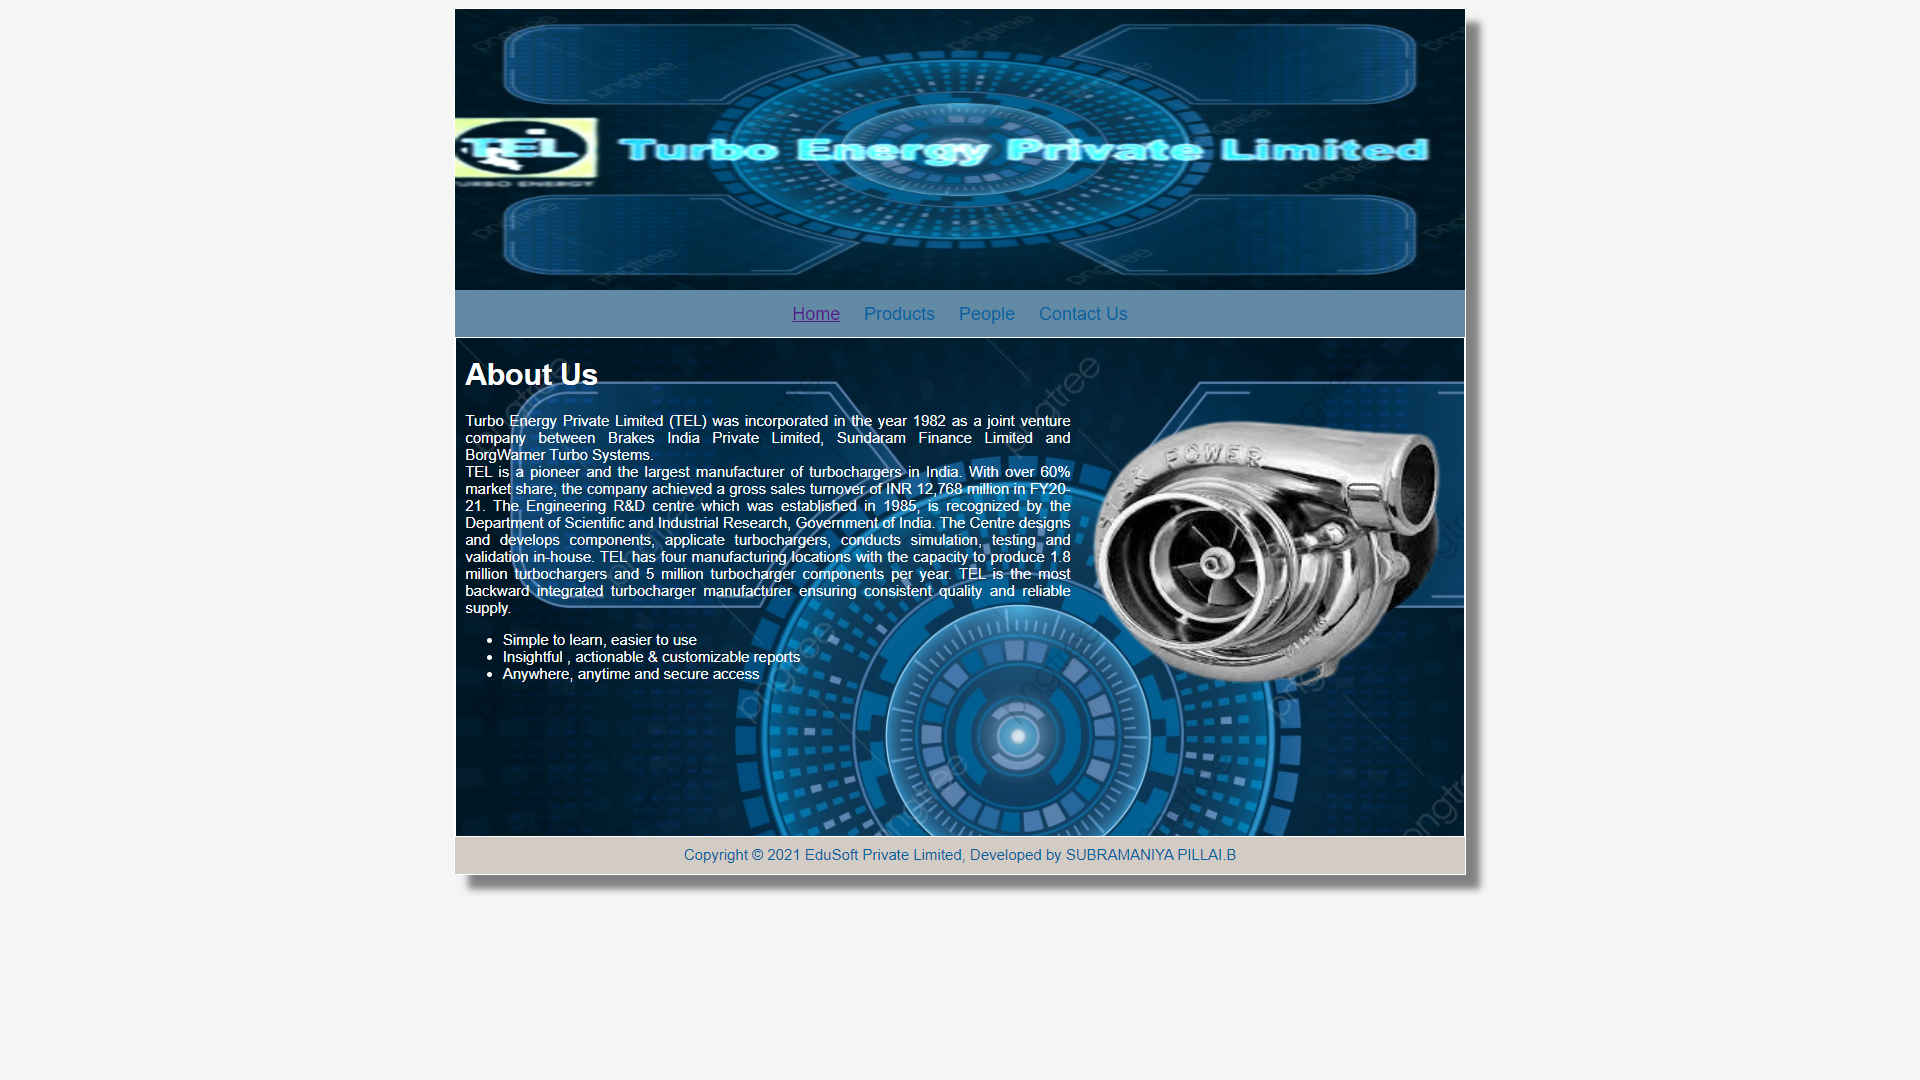 TEL
TURBO ENERGY
Turbo Energy Private Limited
Home Products People Contact Us
About Us
Turbo Energy Private Limited (TEL) was incorporated in the year 1982 as a joint venture
company between Brakes India Private Limited, Sundaram Finance Limited and
BorgWarner Turbo Systems.
TEL is a pioneer and the largest manufacturer of turbochargers in India. With over 60%
market share, the company achieved a gross sales turnover of INR 12,768 million in FY20-
21. The Engineering R&D centre which was established in 1985, is recognized by the
Department of Scientific and Industrial Research, Government of India. The Centre designs
and develops components, applicate turbochargers, conducts simulation, testing and
validation in-house. TEL has four manufacturing locations with the capacity to produce 1.8
million turbochargers and 5 million turbocharger components per year. TEL is the most
backward integrated turbocharger manufacturer ensuring consistent quality and reliable
supply.
POWER
• Simple to learn, easier to use
• Insightful , actionable & customizable reports
• Anywhere, anytime and secure access
pngtree
Copyright © 2021 EduSoft Private Limited, Developed by SUBRAMANIYA PILLAI.B